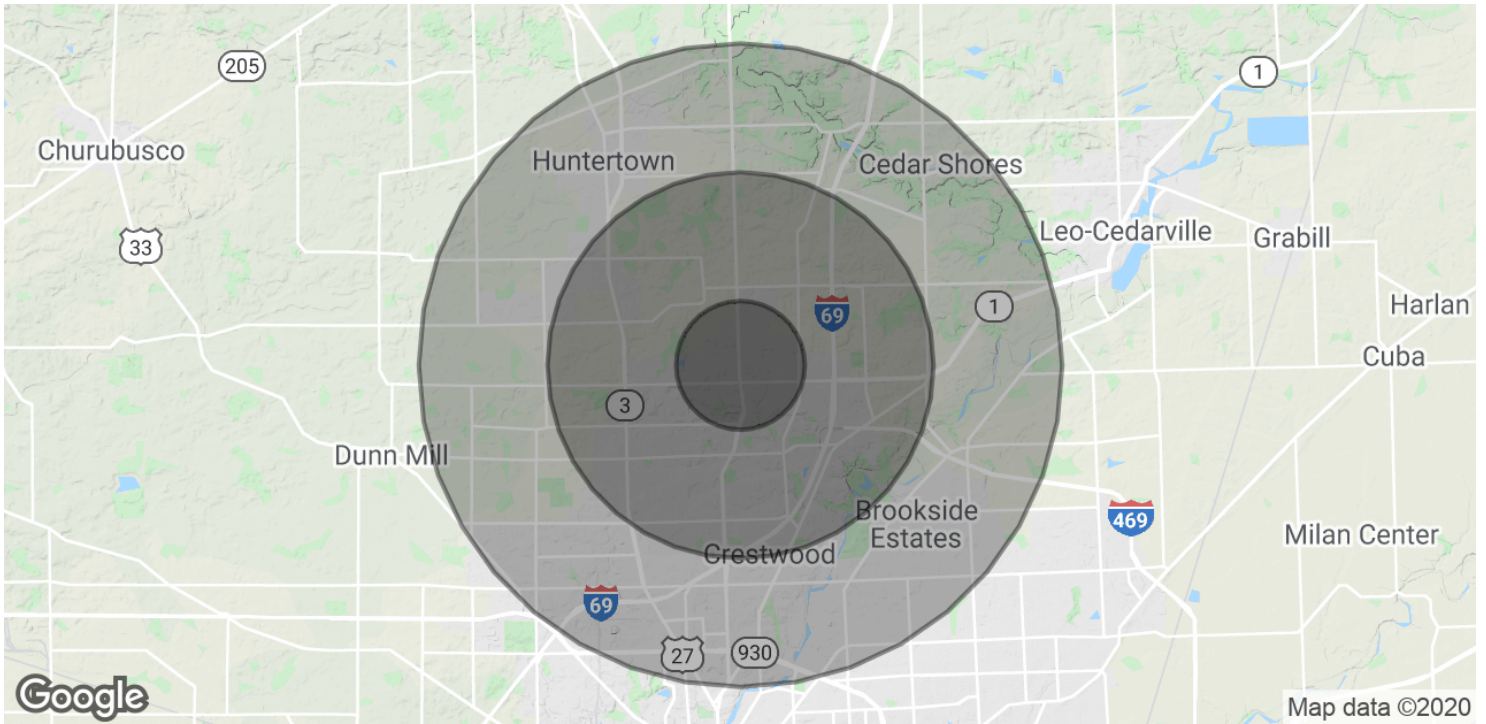 205
1
Churubusco
Huntertown
Cedar Shores
33
Leo-Cedarville
Grabill
69
1
Harlan
Cuba
3
Dunn Mill
Brookside
Estates
469
Milan Center
Crestwood
69
27
930
Google
Map data ©2020